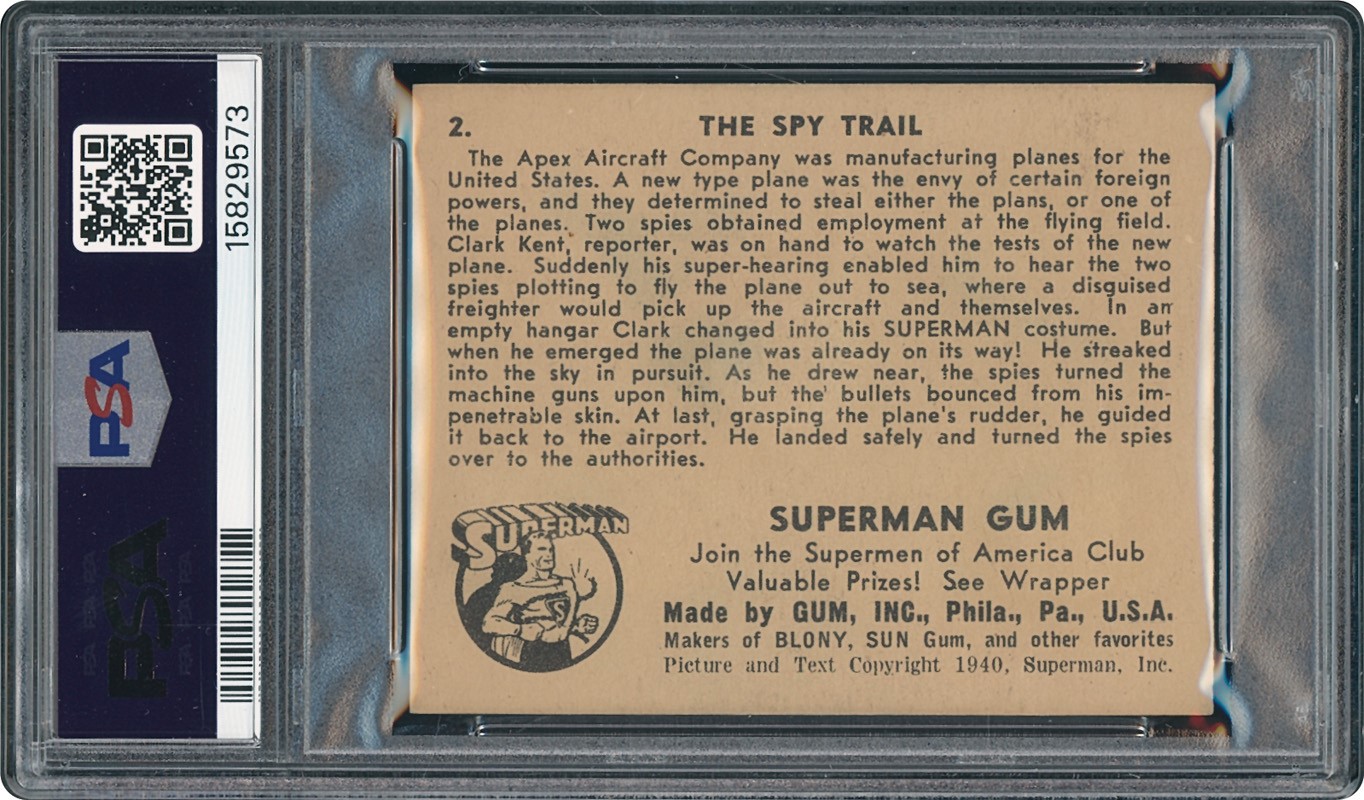 15829573
PSA
PSA
2. THE SPY TRAIL
The Apex Aircraft Company was manufacturing planes for the
United States. A new type plane was the envy of certain foreign
powers, and they determined to steal either the plans, or one of
the planes. Two spies obtained employment at the flying field.
Clark Kent, reporter, was on hand to watch the tests of the new
plane. Suddenly his super-hearing enabled him to hear the two
spies plotting to fly the plane out to sea, where a disguised
freighter would pick up the aircraft and themselves. In an
empty hangar Clark changed into his SUPERMAN costume. But
when he emerged the plane was already on its way! He streaked
into the sky in pursuit. As he drew near, the spies turned the
machine guns upon him, but the' bullets bounced from his im-
penetrable skin. At last, grasping the plane's rudder, he guided
it back to the airport. He landed safely and turned the spies
over to the authorities.
SUPERMAN
S
SUPERMAN GUM
Join the Supermen of America Club
Valuable Prizes! See Wrapper
Made by GUM, INC., Phila., Pa., U.S.A.
Makers of BLONY, SUN Gum, and other favorites
Picture and Text Copyright 1940, Superman, Inc.